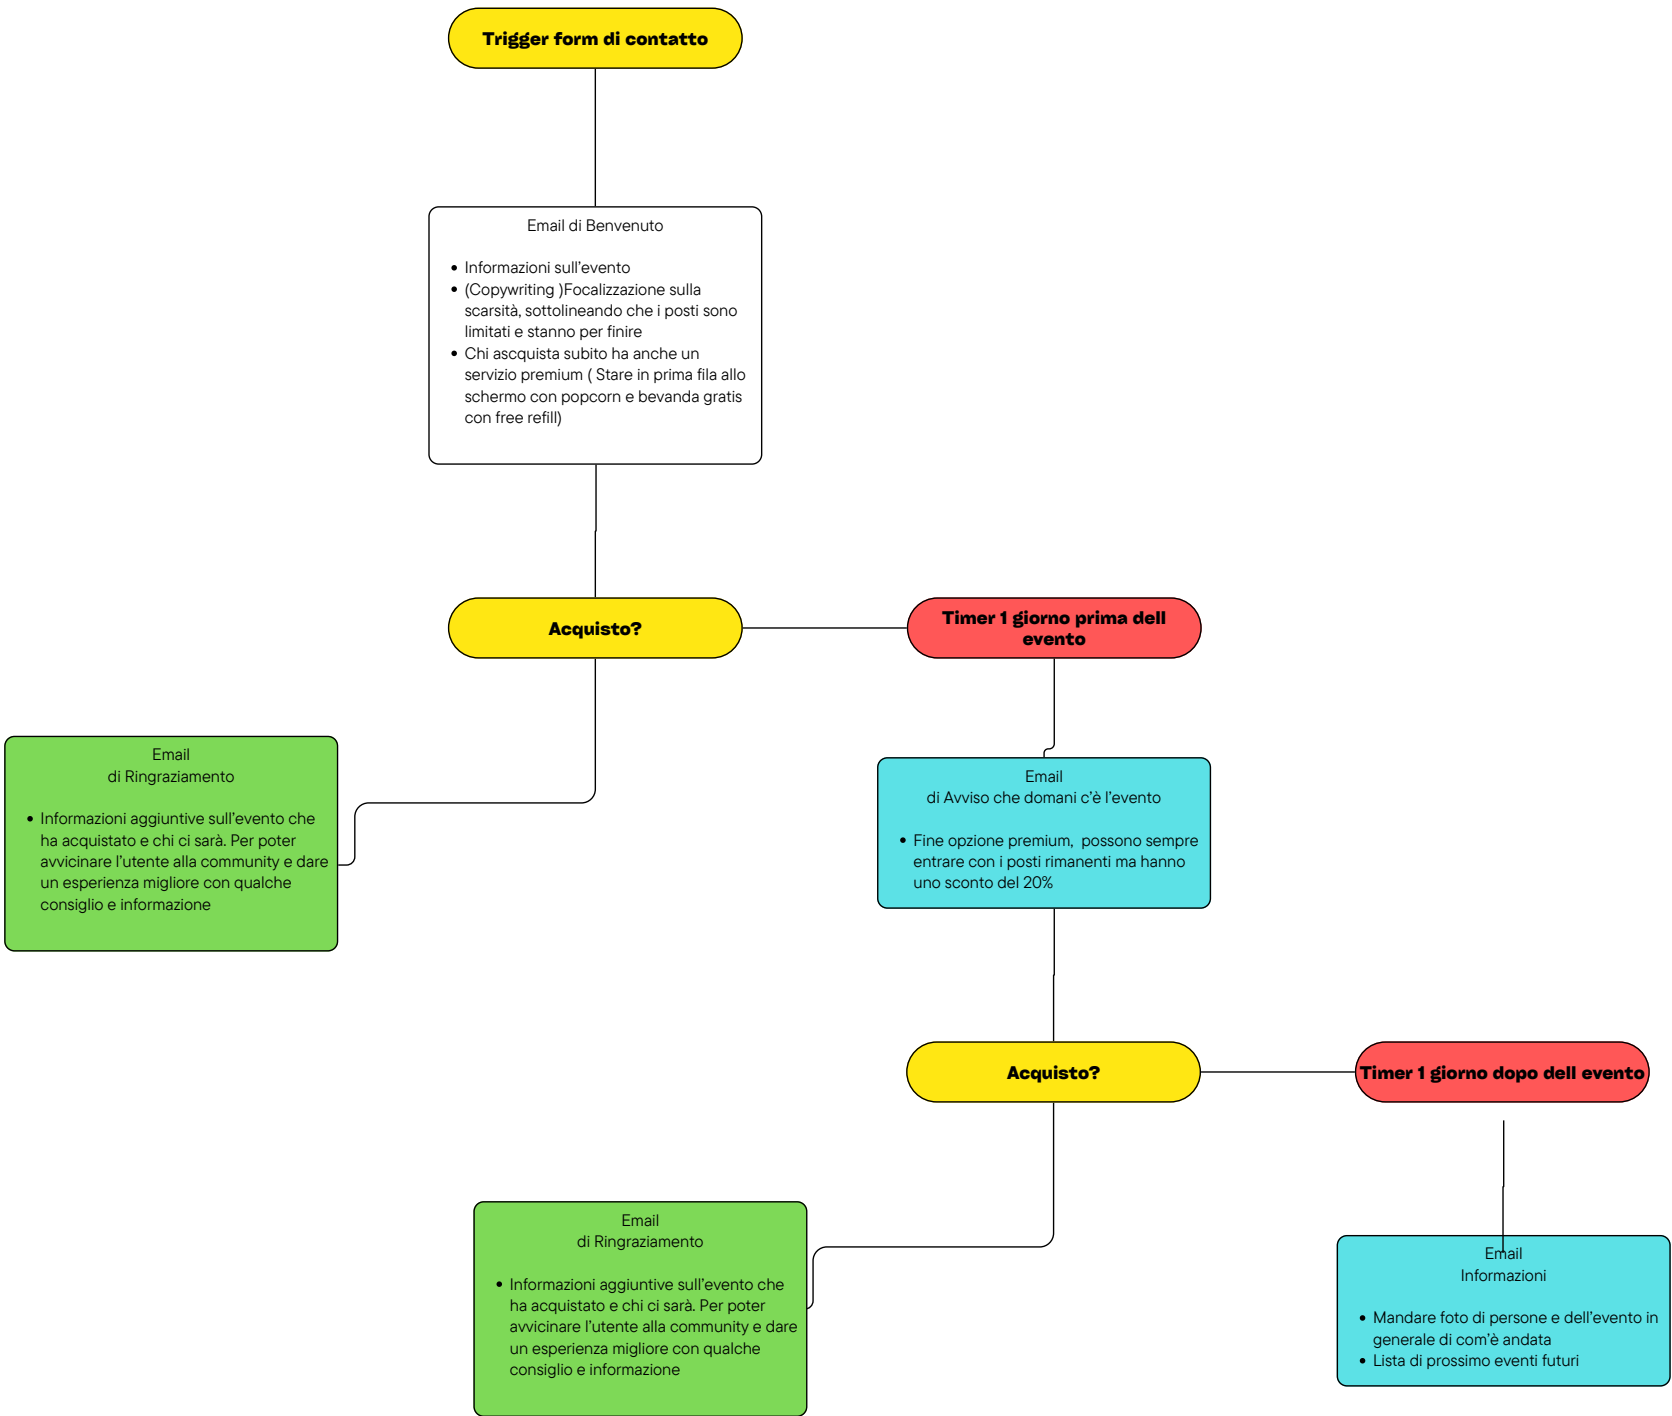 Trigger form di contatto
Email di Benvenuto
• Informazioni sull'evento
• (Copywriting )Focalizzazione sulla
scarsità, sottolineando che i posti sono
limitati e stanno per finire
• Chi ascquista subito ha anche un
servizio premium ( Stare in prima fila allo
schermo con popcorn e bevanda gratis
con free refill)
Acquisto?
Timer 1 giorno prima dell
evento
Email
di Ringraziamento
• Informazioni aggiuntive sull'evento che
ha acquistato e chi ci sarà. Per poter
avvicinare l'utente alla community e dare
un esperienza migliore con qualche
consiglio e informazione
Email
di Avviso che domani c'è l'evento
• Fine opzione premium, possono sempre
entrare con i posti rimanenti ma hanno
uno sconto del 20%
Acquisto?
Timer 1 giorno dopo dell evento
Email
di Ringraziamento
• Informazioni aggiuntive sull'evento che
ha acquistato e chi ci sarà. Per poter
avvicinare l'utente alla community e dare
un esperienza migliore con qualche
consiglio e informazione
Email
Informazioni
• Mandare foto di persone e dell'evento in
generale di com'è andata
• Lista di prossimo eventi futuri